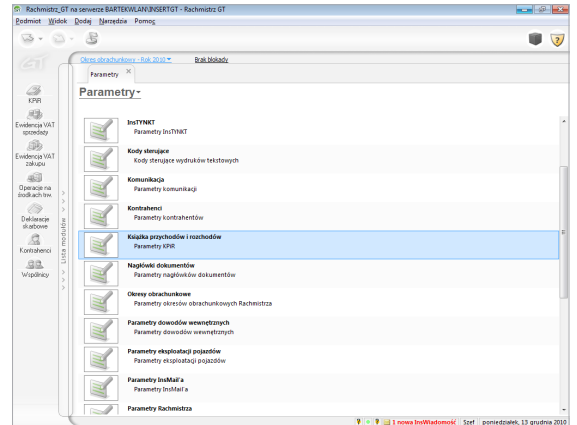 Rachmistrz_GT na serwerze BARTEKWLAN\INSERTGT - Rachmistrz GT
Podmiot Widok Dodaj Narzędzia Pomoc
GT
Okres obrachunkowy - Rok 2010 Brak blokady
Parametry
Parametry
KPiR
Ewidencja VAT
sprzedaży
Ewidencja VAT
zakupu
Operacje na
środkach trw.
Deklaracje
skarbowe
Kontrahenci
Wspólnicy
Lista modułów
InsTYNKT
Parametry InsTYNKT
Kody sterujące
Kody sterujące wydruków tekstowych
Komunikacja
Parametry komunikacji
Kontrahenci
Parametry kontrahentów
Książka przychodów i rozchodów
Parametry KPiR
Nagłówki dokumentów
Parametry nagłówków dokumentów
Okresy obrachunkowe
Parametry okresów obrachunkowych Rachmistrza
Parametry dowodów wewnętrznych
Parametry dowodów wewnętrznych
Parametry eksploatacji pojazdów
Parametry eksploatacji pojazdów
Parametry InsMail'a
Parametry InsMail'a
Parametry Rachmistrza
1 nowa InsWiadomość Szef poniedziałek, 13 grudnia 2010